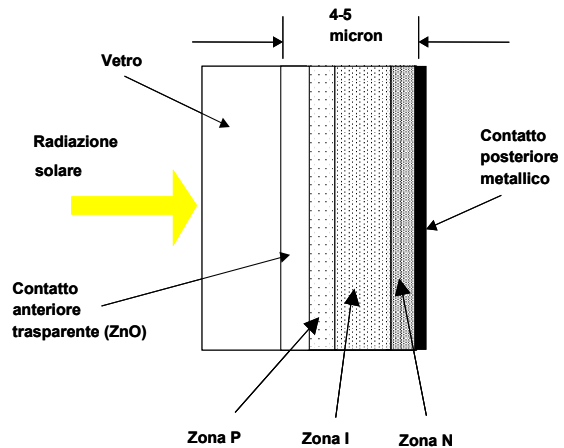 4-5
micron
Vetro
Radiazione
solare
Contatto
posteriore
metallico
Contatto
anteriore
trasparente (ZnO)
Zona P
Zona I
Zona N